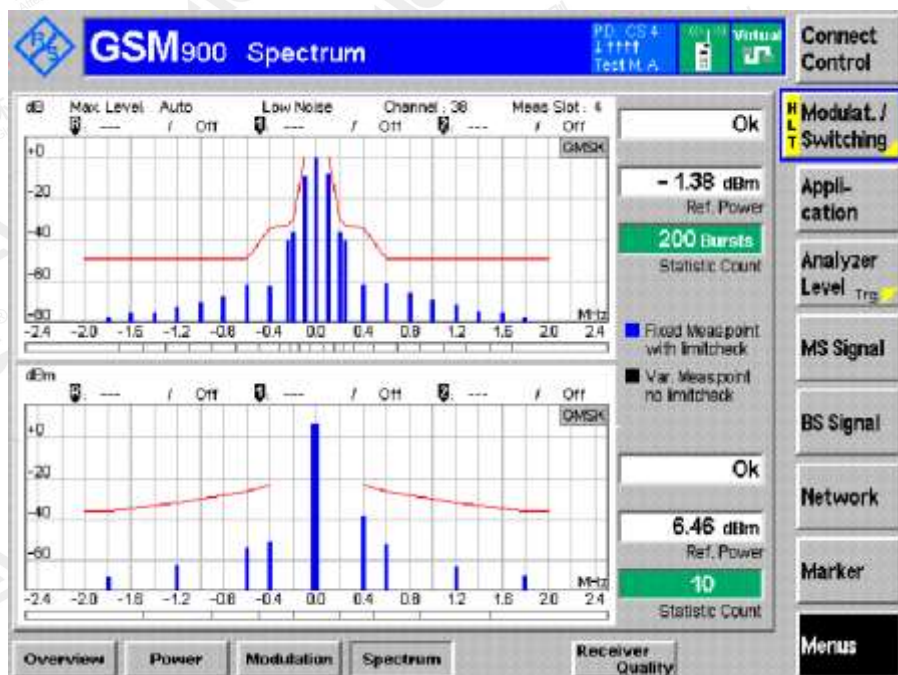 R&S
GSM900 Spectrum
PD: CS4
Test M. A
Virtual
Connect Control
dB Max. Level Auto Low Noise Channel: 38 Meas Slot: 4
--- / Off --- / Off --- / Off
GMSK
+0
-20
-40
-60
-80
MHz
-2.4 -2.0 -1.6 -1.2 -0.8 -0.4 0.0 0.4 0.8 1.2 1.6 2.0 2.4
Ok
- 1.38 dBm
Ref. Power
200 Bursts
Statistic Count
Fixed Measpoint
with limitcheck
Var. Measpoint
no limitcheck
dBm
--- / Off --- / Off --- / Off
GMSK
+0
-20
-40
-60
MHz
-2.4 -2.0 -1.6 -1.2 -0.8 -0.4 0.0 0.4 0.8 1.2 1.6 2.0 2.4
Ok
6.46 dBm
Ref. Power
10
Statistic Count
HLT
Modulat. /
Switching
Appli-
cation
Analyzer
Level Trg
MS Signal
BS Signal
Network
Marker
Menus
Overview Power Modulation Spectrum Receiver
Quality